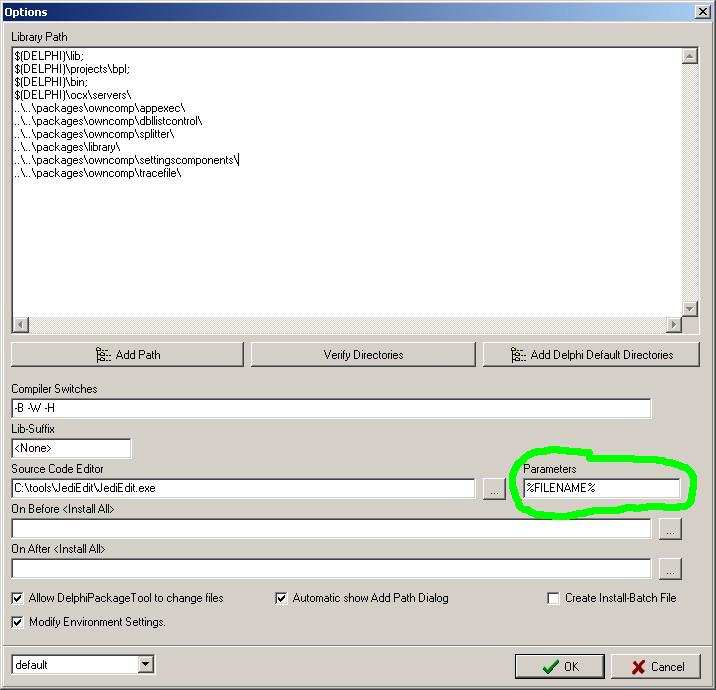 Options
Library Path
$(DELPHI)\lib;
$(DELPHI)\projects\bpl;
$(DELPHI)\bin;
$(DELPHI)\ocx\servers\
..\..\packages\owncomp\appexec\
..\..\packages\owncomp\dbllistcontrol\
..\..\packages\owncomp\splitter\
..\..\packages\library\
..\..\packages\owncomp\settingscomponents\
..\..\packages\owncomp\tracefile\
Add Path Verify Directories Add Delphi Default Directories
Compiler Switches
-B -W -H
Lib-Suffix
<None>
Source Code Editor Parameters
C:\tools\JediEdit\JediEdit.exe ... %FILENAME%
On Before <Install All>
...
On After <Install All>
...
Allow DelphiPackageTool to change files Automatic show Add Path Dialog Create Install-Batch File
Modify Environment Settings.
default OK Cancel